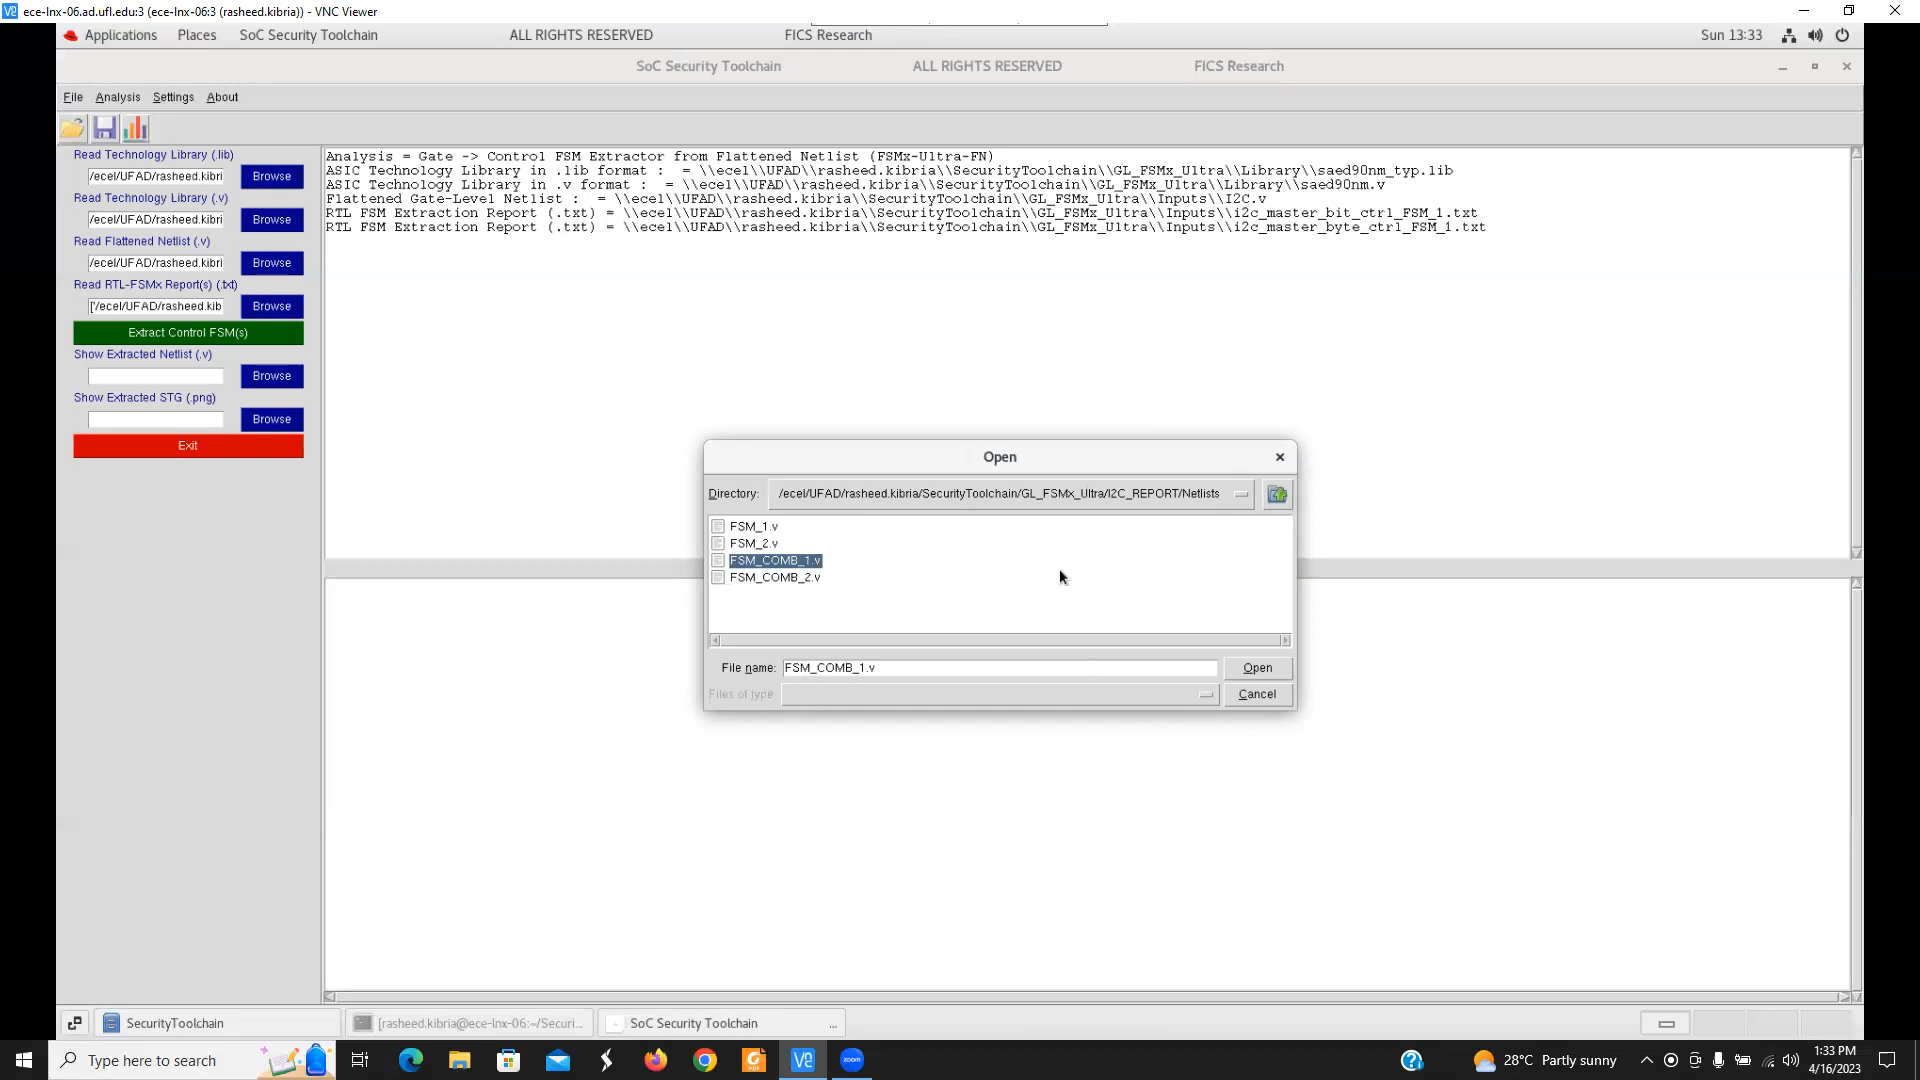 ece-lnx-06.ad.ufl.edu:3 (ece-lnx-06:3 (rasheed.kibria)) - VNC Viewer
Applications Places SoC Security Toolchain ALL RIGHTS RESERVED FICS Research Sun 13:33
SoC Security Toolchain ALL RIGHTS RESERVED FICS Research
File Analysis Settings About
Read Technology Library (.lib)
/ecel/UFAD/rasheed.kibri Browse
Read Technology Library (.v)
/ecel/UFAD/rasheed.kibri Browse
Read Flattened Netlist (.v)
/ecel/UFAD/rasheed.kibri Browse
Read RTL-FSMx Report(s) (.txt)
['/ecel/UFAD/rasheed.kib Browse
Extract Control FSM(s)
Show Extracted Netlist (.v)
Browse
Show Extracted STG (.png)
Browse
Exit
Analysis = Gate -> Control FSM Extractor from Flattened Netlist (FSMx-Ultra-FN)
ASIC Technology Library in .lib format :  = \\ecel\\UFAD\\rasheed.kibria\\SecurityToolchain\\GL_FSMx_Ultra\\Library\\saed90nm_typ.lib
ASIC Technology Library in .v format :  = \\ecel\\UFAD\\rasheed.kibria\\SecurityToolchain\\GL_FSMx_Ultra\\Library\\saed90nm.v
Flattened Gate-Level Netlist :  = \\ecel\\UFAD\\rasheed.kibria\\SecurityToolchain\\GL_FSMx_Ultra\\Inputs\\I2C.v
RTL FSM Extraction Report (.txt) = \\ecel\\UFAD\\rasheed.kibria\\SecurityToolchain\\GL_FSMx_Ultra\\Inputs\\i2c_master_bit_ctrl_FSM_1.txt
RTL FSM Extraction Report (.txt) = \\ecel\\UFAD\\rasheed.kibria\\SecurityToolchain\\GL_FSMx_Ultra\\Inputs\\i2c_master_byte_ctrl_FSM_1.txt
Open
Directory: /ecel/UFAD/rasheed.kibria/SecurityToolchain/GL_FSMx_Ultra/I2C_REPORT/Netlists
FSM_1.v
FSM_2.v
FSM_COMB_1.v
FSM_COMB_2.v
File name: FSM_COMB_1.v Open
Files of type Cancel
SecurityToolchain [rasheed.kibria@ece-lnx-06:~/Securi... SoC Security Toolchain ...
Type here to search
zoom
28°C Partly sunny
1:33 PM
4/16/2023